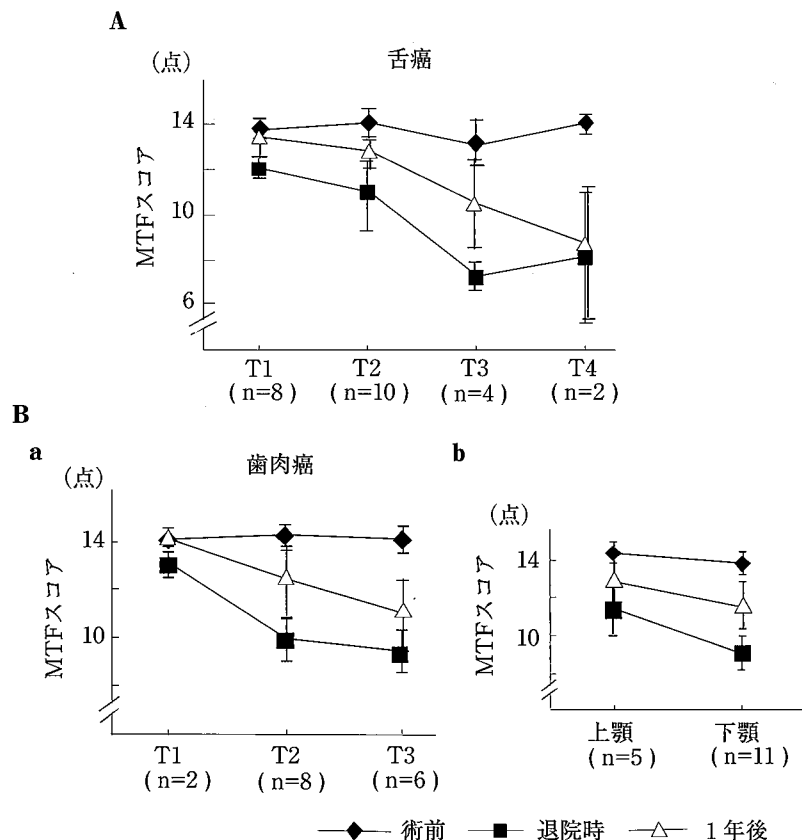 A
(点) 舌癌
MTFスコア
14
10
6
T1 T2 T3 T4
(n=8) (n=10) (n=4) (n=2)
B
a 歯肉癌 b
(点)
MTFスコア
14
10
T1 T2 T3
(n=2) (n=8) (n=6)
(点)
MTFスコア
14
10
上顎 下顎
(n=5) (n=11)
術前 退院時 1年後